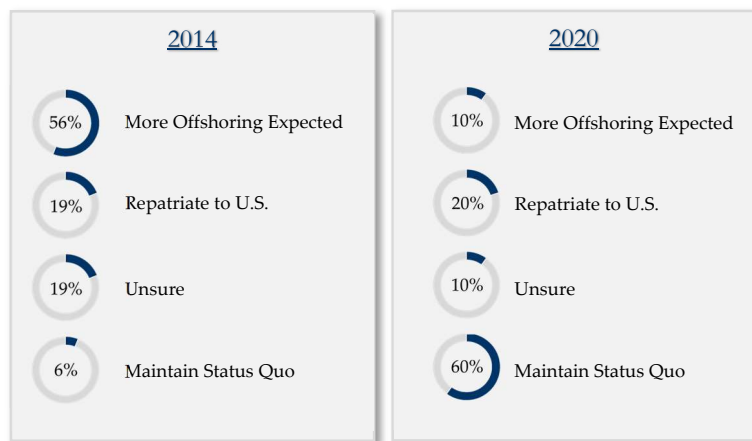 2014
56% More Offshoring Expected
19% Repatriate to U.S.
19% Unsure
6% Maintain Status Quo
2020
10% More Offshoring Expected
20% Repatriate to U.S.
10% Unsure
60% Maintain Status Quo